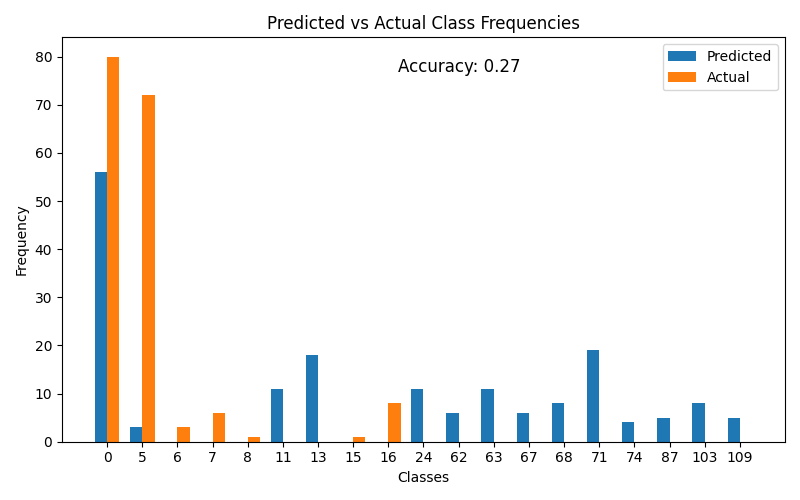 Predicted vs Actual Class Frequencies
Accuracy: 0.27
Predicted
Actual
Frequency
80
70
60
50
40
30
20
10
0
0 5 6 7 8 11 13 15 16 24 62 63 67 68 71 74 87 103 109
Classes